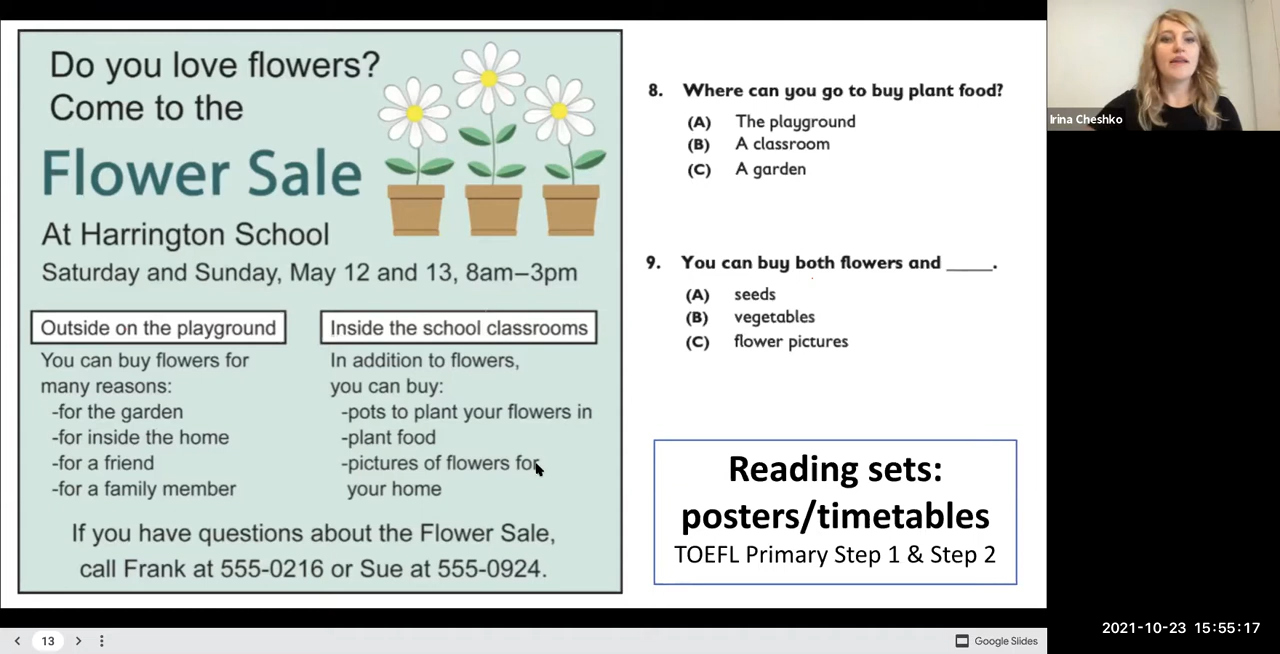 Do you love flowers?
Come to the
Flower Sale
At Harrington School
Saturday and Sunday, May 12 and 13, 8am–3pm
Outside on the playground
You can buy flowers for
many reasons:
-for the garden
-for inside the home
-for a friend
-for a family member
Inside the school classrooms
In addition to flowers,
you can buy:
-pots to plant your flowers in
-plant food
-pictures of flowers for
your home
If you have questions about the Flower Sale,
call Frank at 555-0216 or Sue at 555-0924.
8. Where can you go to buy plant food?
(A) The playground
(B) A classroom
(C) A garden
9. You can buy both flowers and _____.
(A) seeds
(B) vegetables
(C) flower pictures
Reading sets:
posters/timetables
TOEFL Primary Step 1 & Step 2
Irina Cheshko
2021-10-23 15:55:17
13
Google Slides